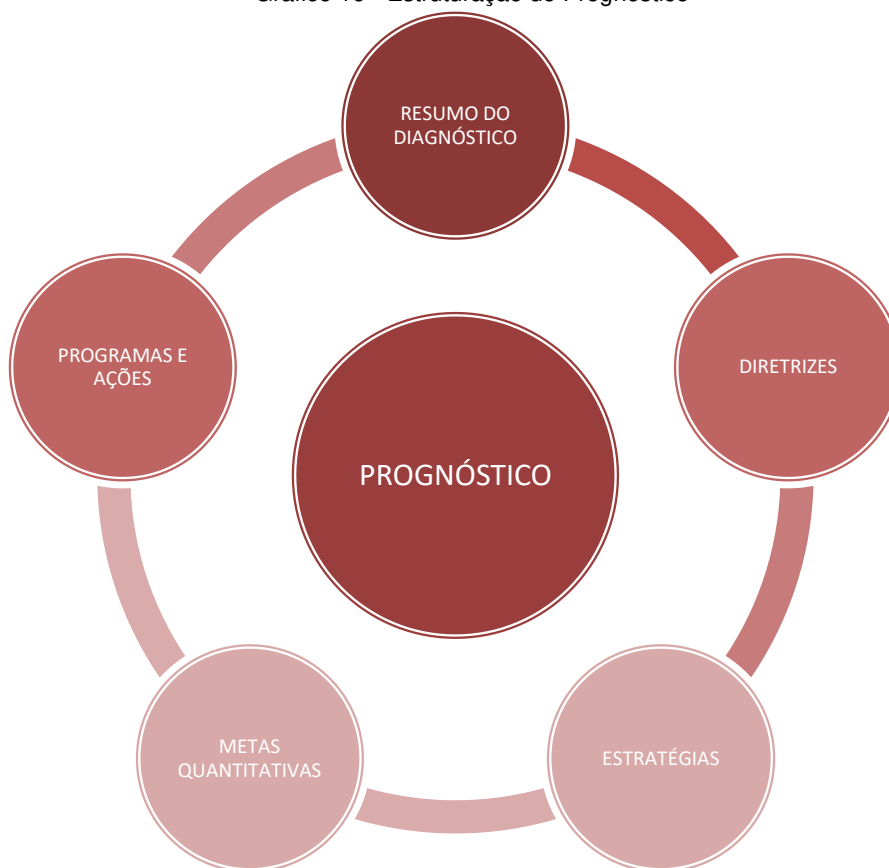 RESUMO DO
DIAGNÓSTICO
DIRETRIZES
ESTRATÉGIAS
METAS
QUANTITATIVAS
PROGRAMAS E
AÇÕES
PROGNÓSTICO